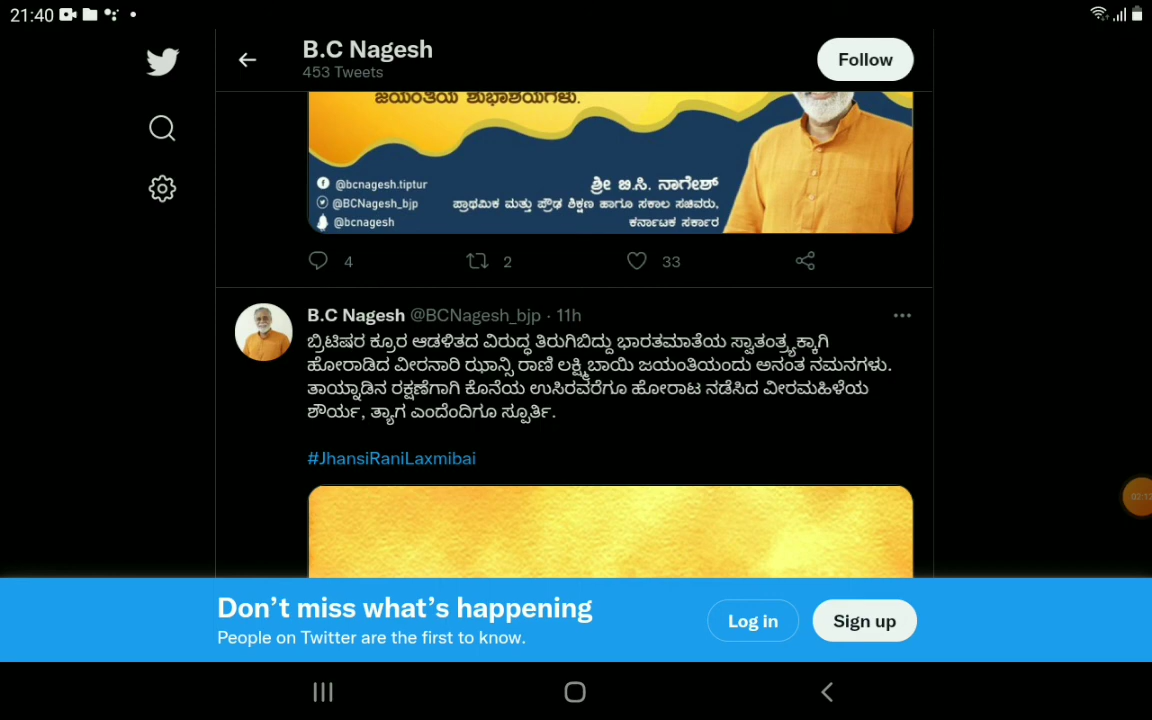 21:40
B.C Nagesh
453 Tweets
Follow
ಜಯಂತಿಯ ಶುಭಾಶಯಗಳು.
@bcnagesh.tiptur
ಶ್ರೀ ಬಿ.ಸಿ. ನಾಗೇಶ್
@BCNagesh_bjp
ಪ್ರಾಥಮಿಕ ಮತ್ತು ಪ್ರೌಢ ಶಿಕ್ಷಣ ಹಾಗೂ ಸಕಾಲ ಸಚಿವರು,
@bcnagesh
ಕರ್ನಾಟಕ ಸರ್ಕಾರ
4 2 33
B.C Nagesh @BCNagesh_bjp · 11h
ಬ್ರಿಟಿಷರ ಕ್ರೂರ ಆಡಳಿತದ ವಿರುದ್ಧ ತಿರುಗಿಬಿದ್ದು ಭಾರತಮಾತೆಯ ಸ್ವಾತಂತ್ರ್ಯಕ್ಕಾಗಿ
ಹೋರಾಡಿದ ವೀರನಾರಿ ಝಾನ್ಸಿ ರಾಣಿ ಲಕ್ಷ್ಮಿಬಾಯಿ ಜಯಂತಿಯಂದು ಅನಂತ ನಮನಗಳು.
ತಾಯ್ನಾಡಿನ ರಕ್ಷಣೆಗಾಗಿ ಕೊನೆಯ ಉಸಿರವರೆಗೂ ಹೋರಾಟ ನಡೆಸಿದ ವೀರಮಹಿಳೆಯ
ಶೌರ್ಯ, ತ್ಯಾಗ ಎಂದೆಂದಿಗೂ ಸ್ಪೂರ್ತಿ.
#JhansiRaniLaxmibai
Don’t miss what’s happening
People on Twitter are the first to know.
Log in
Sign up